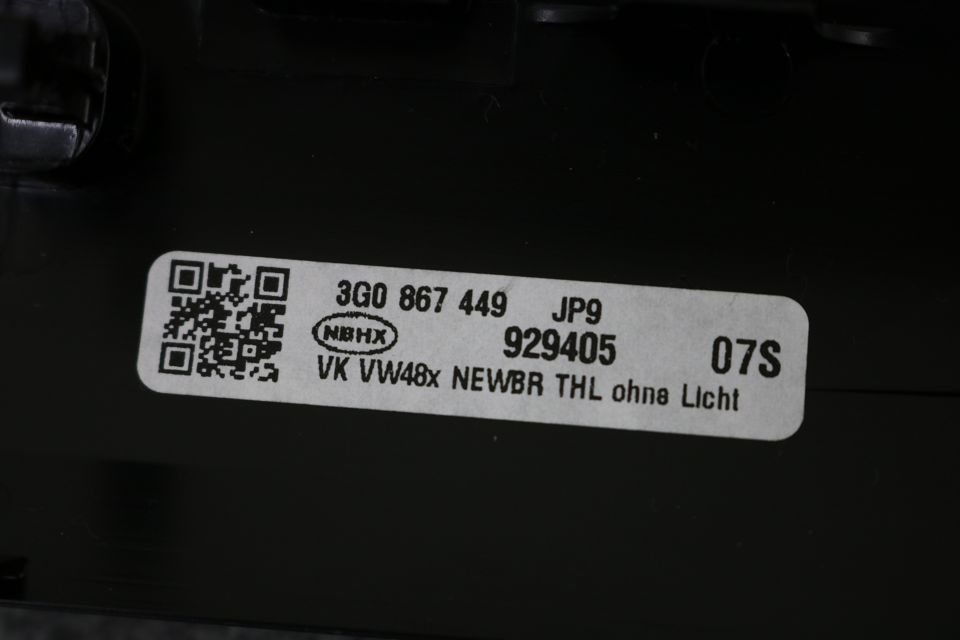 3G0 867 449 JP9
NBHX 929405 07S
VK VW48x NEWBR THL ohne Licht